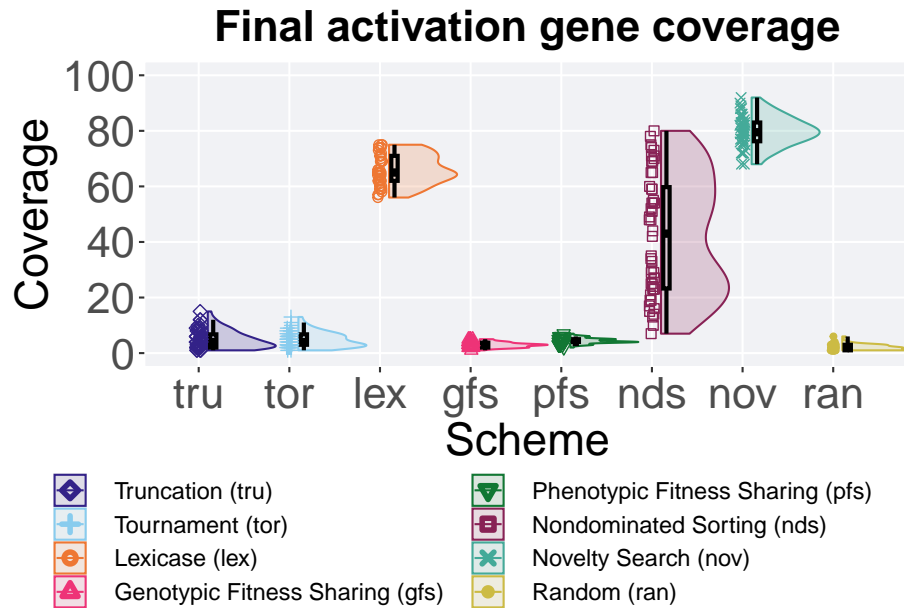 Final activation gene coverage
100
80
60
40
20
0
Coverage
tru tor lex gfs pfs nds nov ran
Scheme
Truncation (tru)
Tournament (tor)
Lexicase (lex)
Genotypic Fitness Sharing (gfs)
Phenotypic Fitness Sharing (pfs)
Nondominated Sorting (nds)
Novelty Search (nov)
Random (ran)